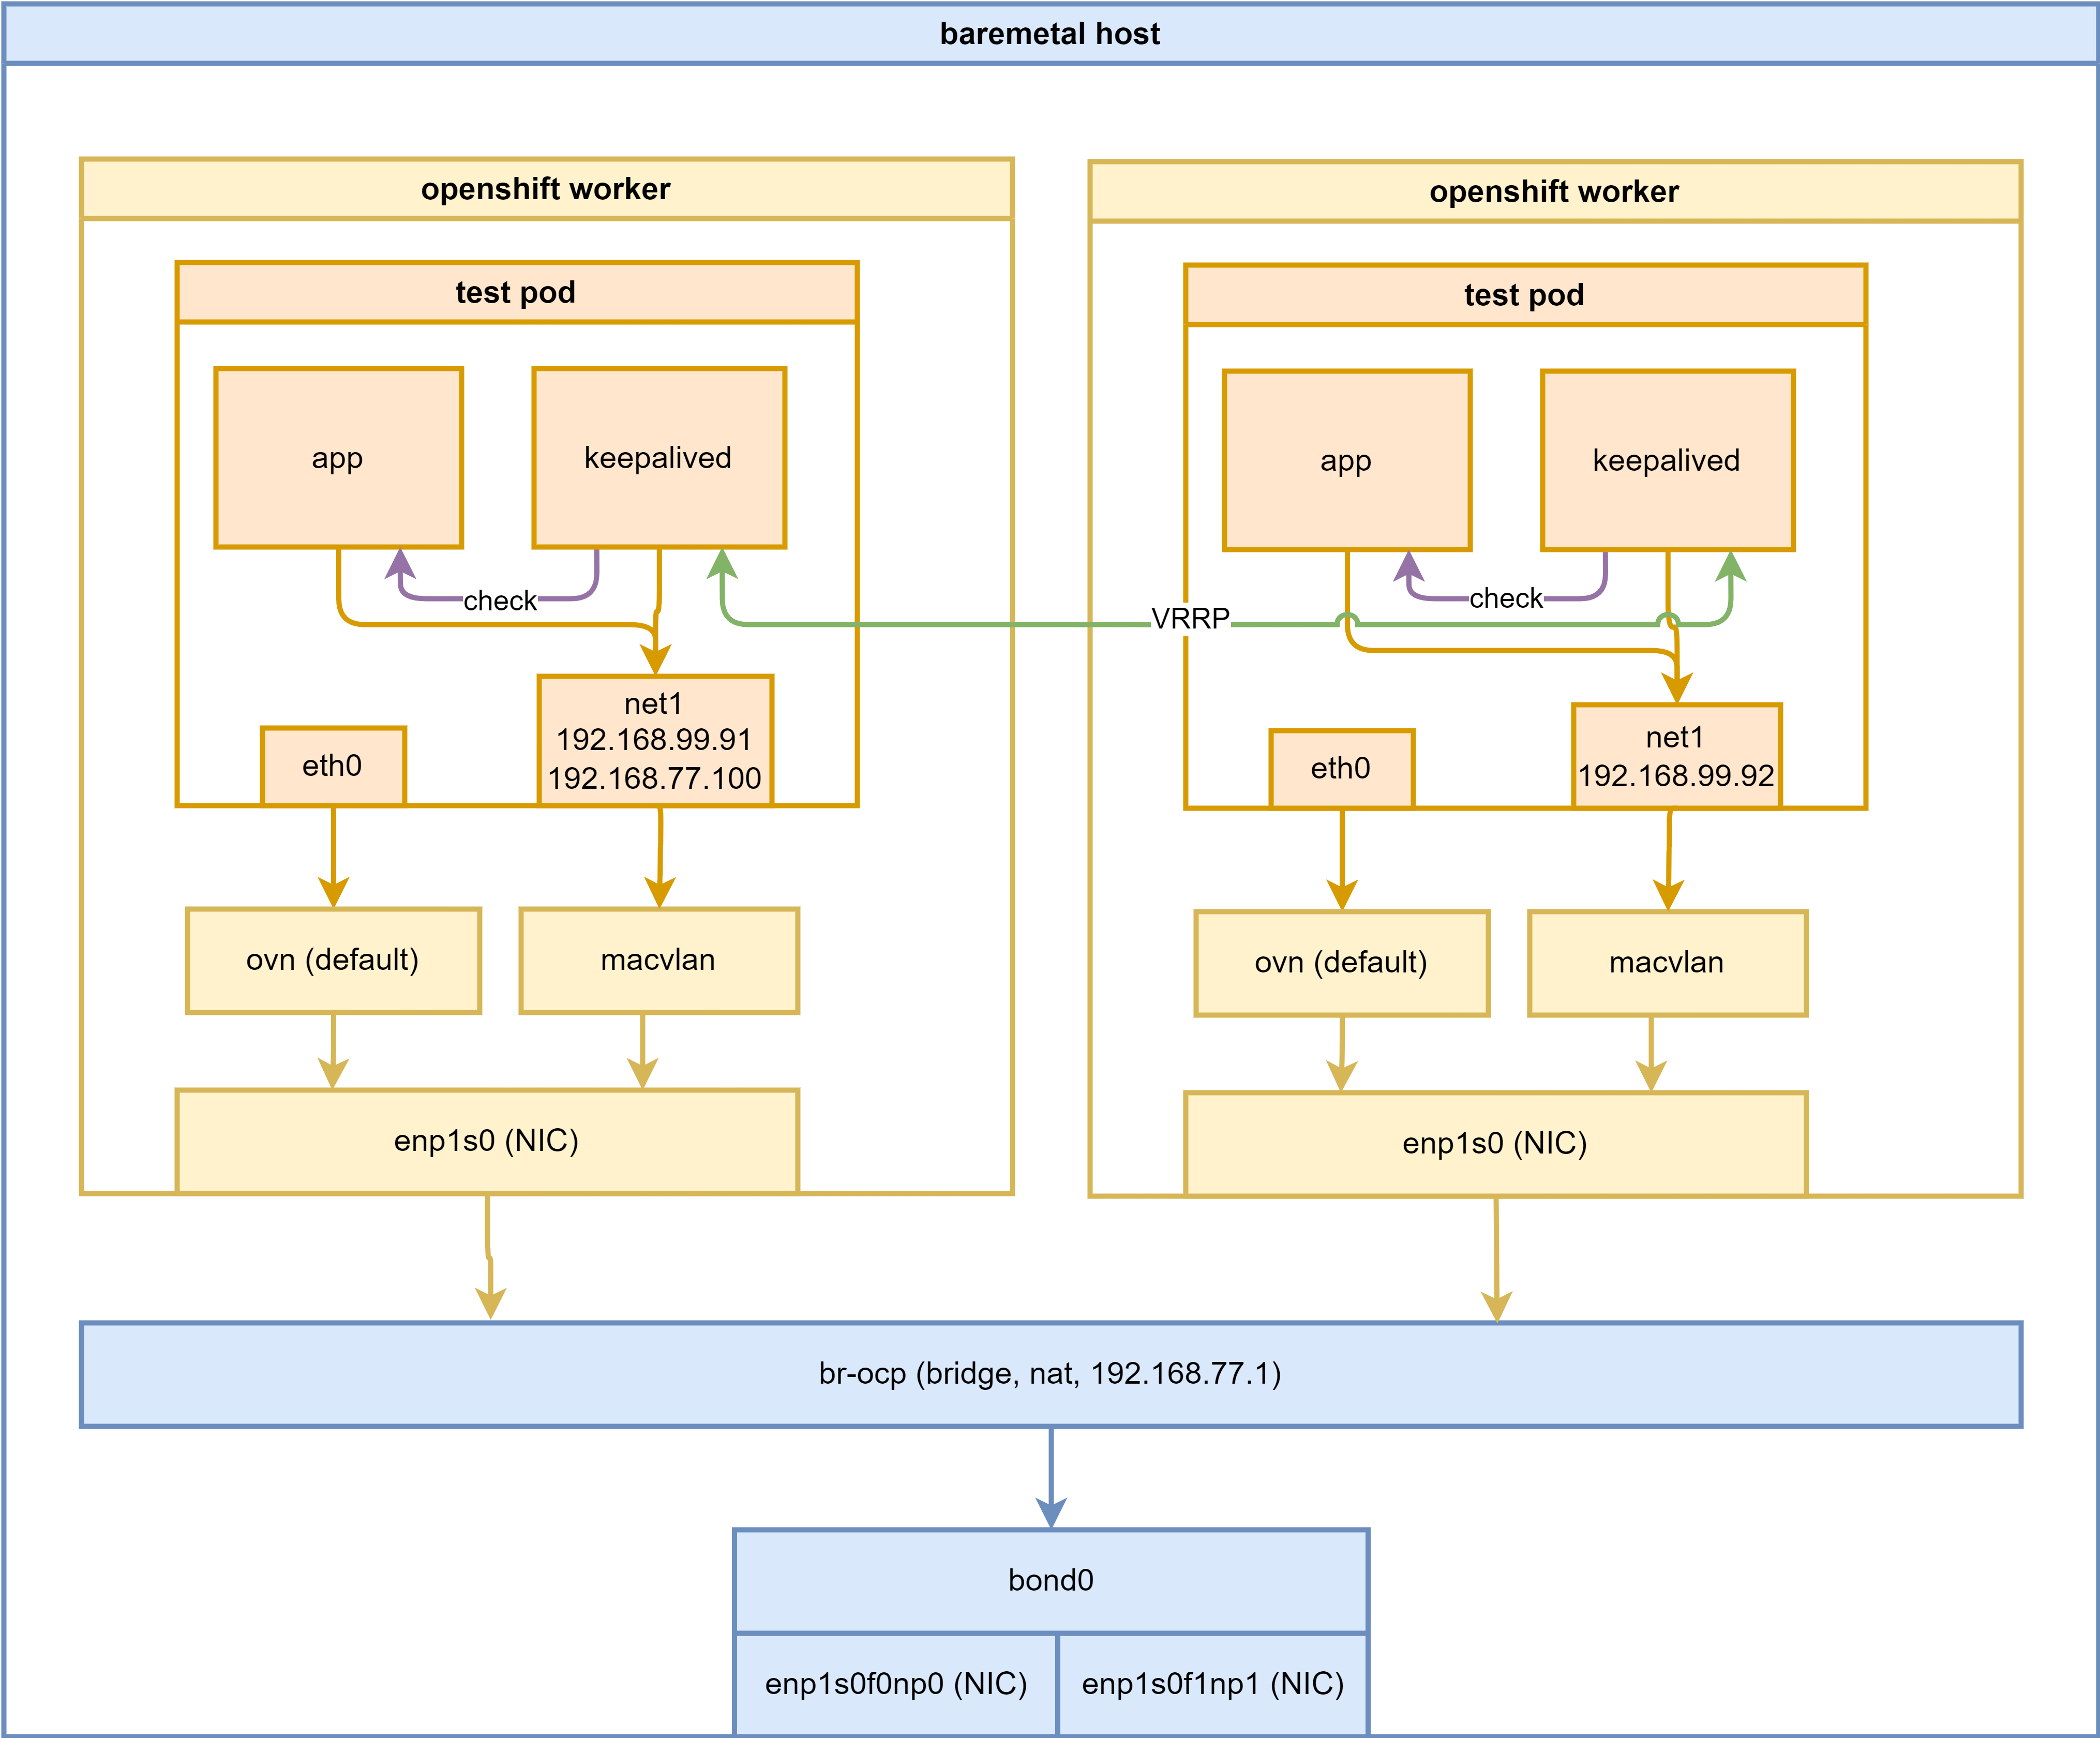 baremetal host
openshift worker
test pod
app
keepalived
check
net1
192.168.99.91
192.168.77.100
eth0
ovn (default)
macvlan
enp1s0 (NIC)
VRRP
openshift worker
test pod
app
keepalived
check
net1
192.168.99.92
eth0
ovn (default)
macvlan
enp1s0 (NIC)
br-ocp (bridge, nat, 192.168.77.1)
bond0
enp1s0f0np0 (NIC)
enp1s0f1np1 (NIC)